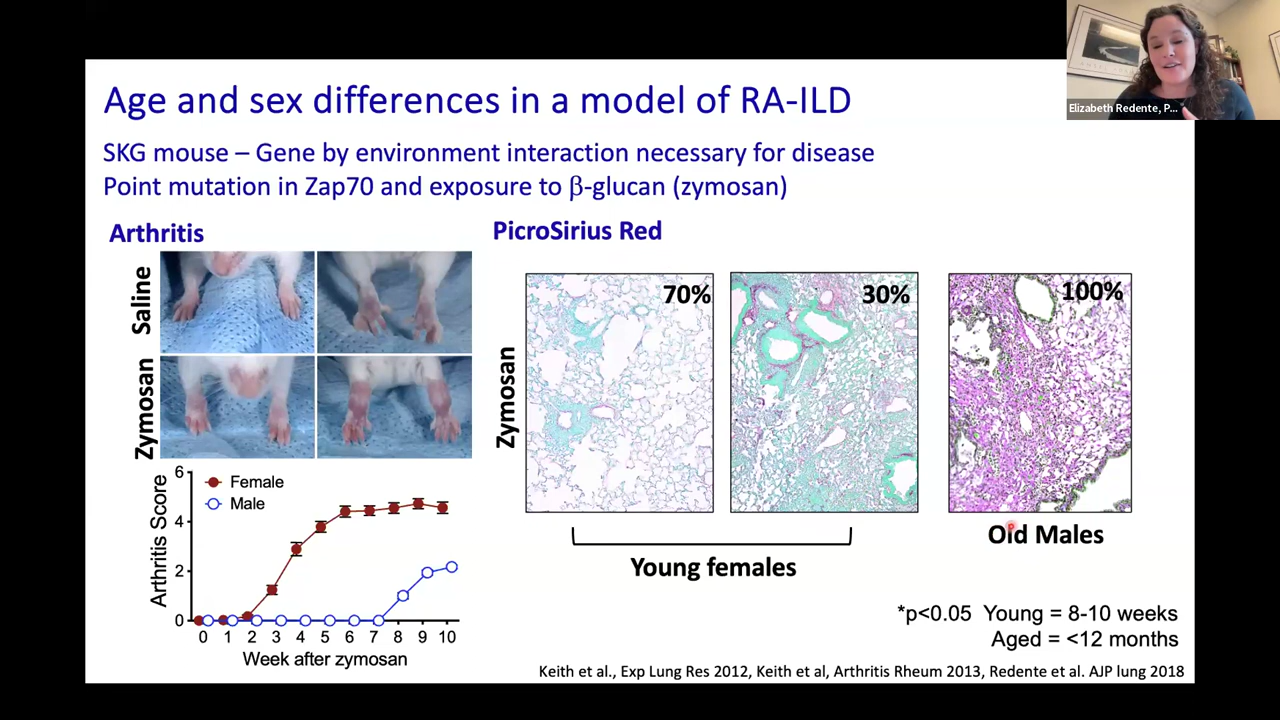 Elizabeth Redente, P...
Age and sex differences in a model of RA-ILD
SKG mouse – Gene by environment interaction necessary for disease
Point mutation in Zap70 and exposure to β-glucan (zymosan)
Arthritis
Saline
Zymosan
6
4
2
0
Arthritis Score
Female
Male
0 1 2 3 4 5 6 7 8 9 10
Week after zymosan
PicroSirius Red
Zymosan
70%
30%
100%
Young females
Old Males
*p<0.05 Young = 8-10 weeks
Aged = <12 months
Keith et al., Exp Lung Res 2012, Keith et al, Arthritis Rheum 2013, Redente et al. AJP lung 2018